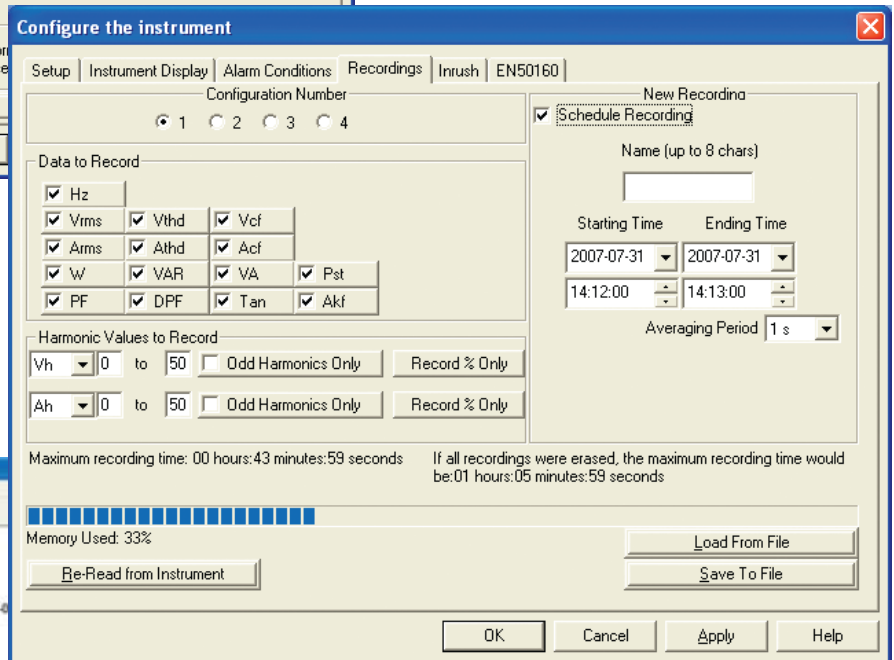 Configure the instrument
Setup Instrument Display Alarm Conditions Recordings Inrush EN50160
Configuration Number
1 2 3 4
Data to Record
Hz
Vrms Vthd Vcf
Arms Athd Acf
W VAR VA Pst
PF DPF Tan Akf
Harmonic Values to Record
Vh 0 to 50 Odd Harmonics Only Record % Only
Ah 0 to 50 Odd Harmonics Only Record % Only
New Recording
Schedule Recording
Name (up to 8 chars)
Starting Time Ending Time
2007-07-31 2007-07-31
14:12:00 14:13:00
Averaging Period 1 s
Maximum recording time: 00 hours:43 minutes:59 seconds
If all recordings were erased, the maximum recording time would
be:01 hours:05 minutes:59 seconds
Memory Used: 33%
Re-Read from Instrument
Load From File
Save To File
OK Cancel Apply Help